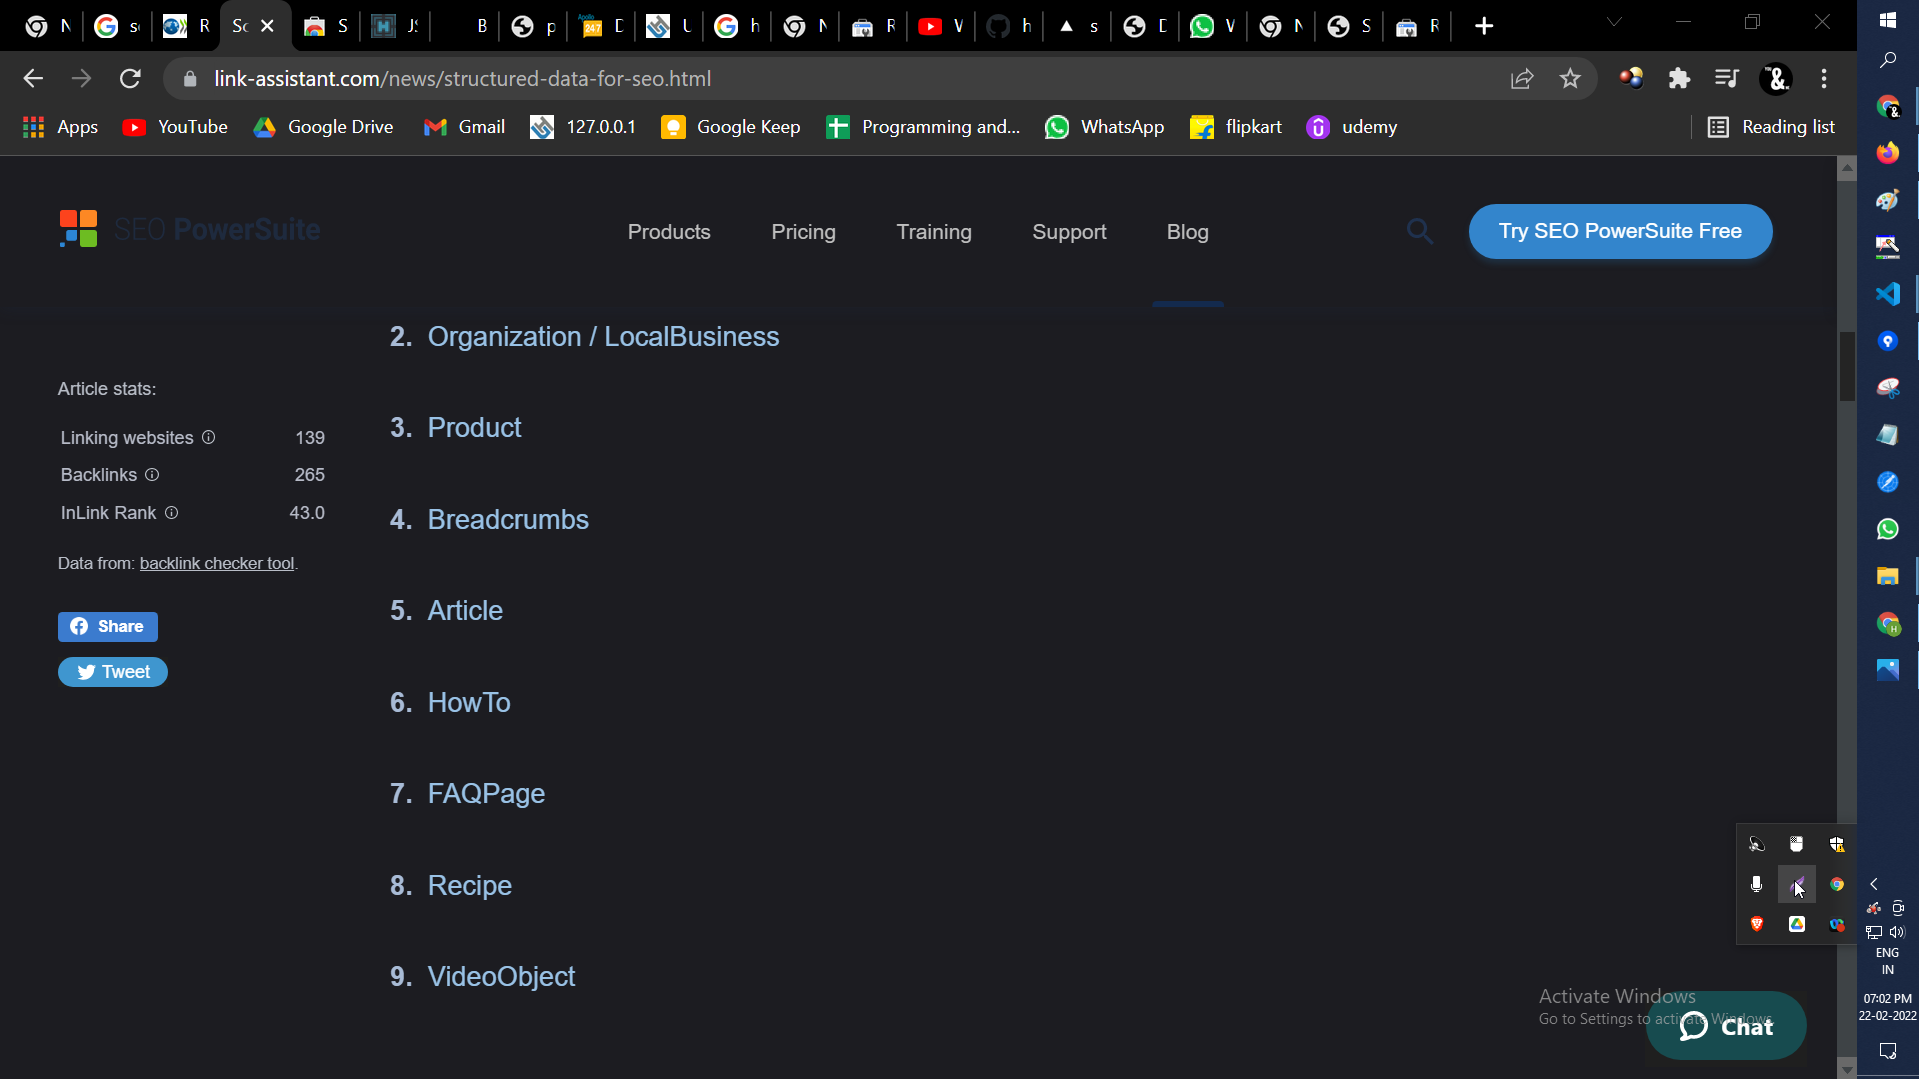 link-assistant.com/news/structured-data-for-seo.html
Apps YouTube Google Drive Gmail 127.0.0.1 Google Keep Programming and... WhatsApp flipkart udemy Reading list
SEO PowerSuite Products Pricing Training Support Blog Try SEO PowerSuite Free
2. Organization / LocalBusiness
Article stats:
3. Product
Linking websites 139
Backlinks 265
InLink Rank 43.0
4. Breadcrumbs
Data from: backlink checker tool.
5. Article
Share
Tweet
6. HowTo
7. FAQPage
8. Recipe
9. VideoObject
ENG
IN
Activate Windows
Go to Settings to activate Windows.
Chat
07:02 PM
22-02-2022